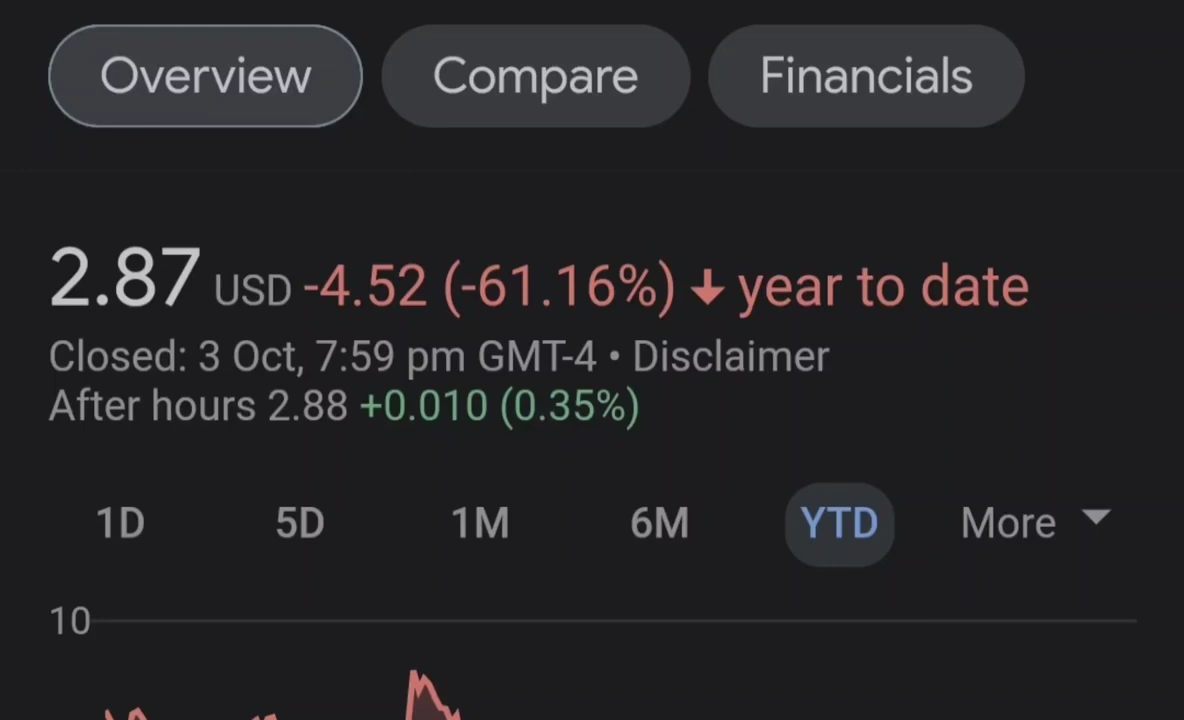 Overview Compare Financials
2.87 USD -4.52 (-61.16%) ↓ year to date
Closed: 3 Oct, 7:59 pm GMT-4 • Disclaimer
After hours 2.88 +0.010 (0.35%)
1D 5D 1M 6M YTD More
10